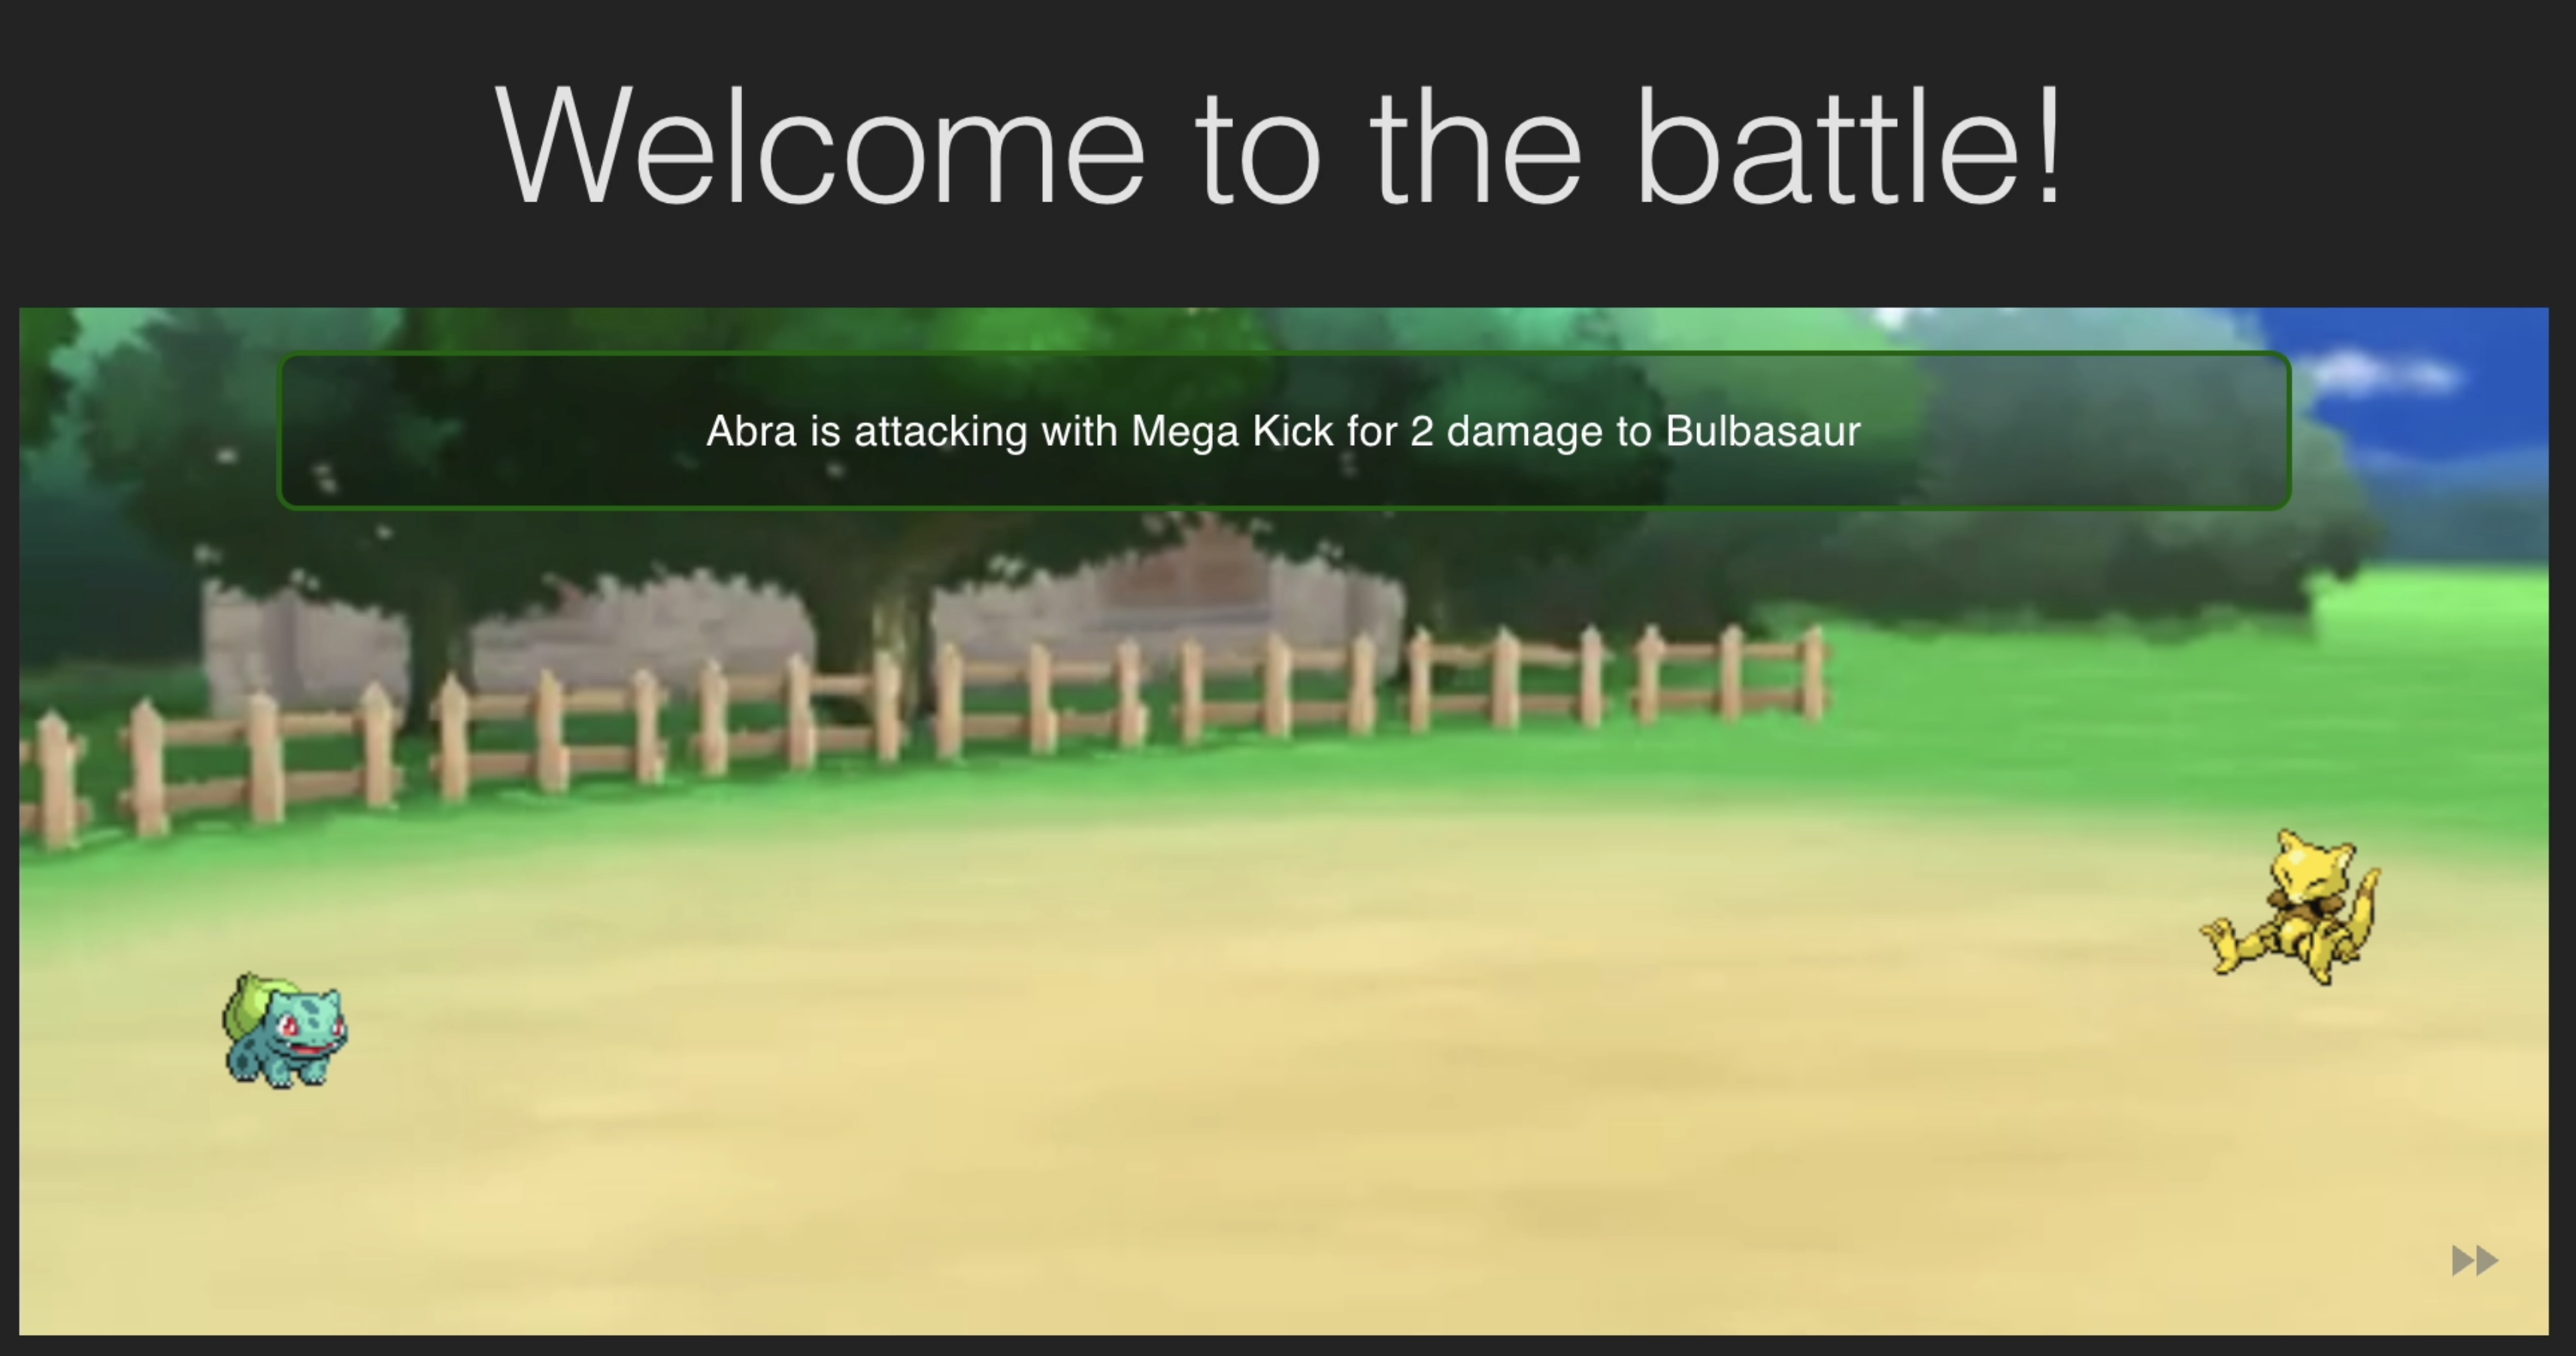 Welcome to the battle!
Abra is attacking with Mega Kick for 2 damage to Bulbasaur